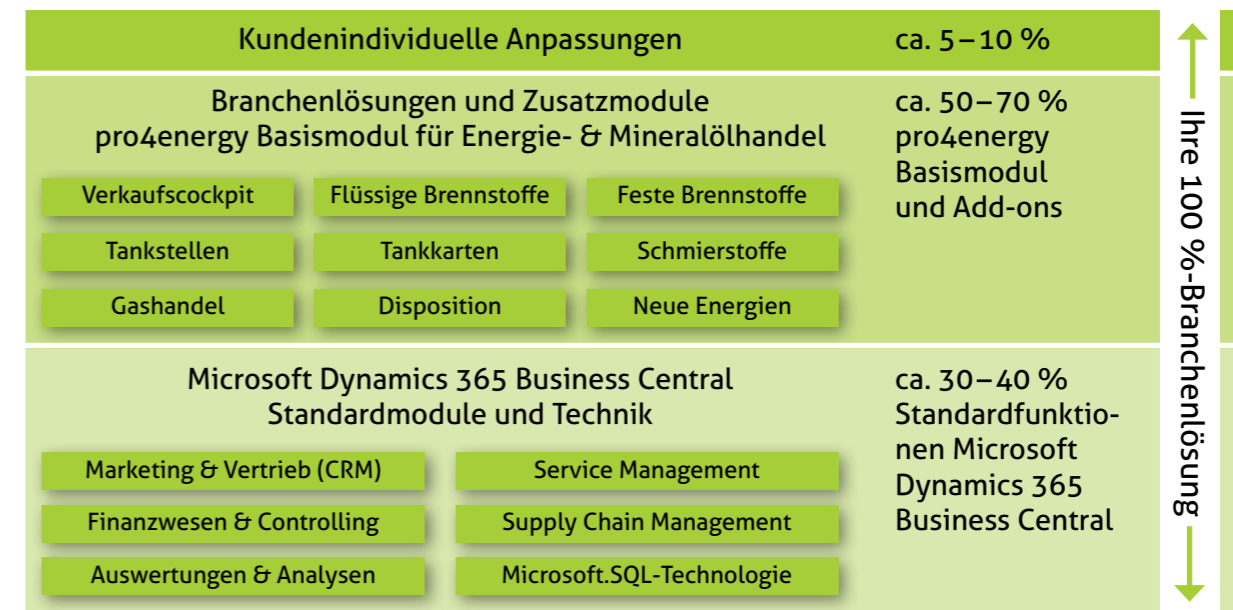 Kundenindividuelle Anpassungen
ca. 5–10 %
Branchenlösungen und Zusatzmodule
pro4energy Basismodul für Energie- & Mineralölhandel
Verkaufscockpit
Flüssige Brennstoffe
Feste Brennstoffe
Tankstellen
Tankkarten
Schmierstoffe
Gashandel
Disposition
Neue Energien
ca. 50–70 %
pro4energy
Basismodul
und Add-ons
Microsoft Dynamics 365 Business Central
Standardmodule und Technik
Marketing & Vertrieb (CRM)
Service Management
Finanzwesen & Controlling
Supply Chain Management
Auswertungen & Analysen
Microsoft.SQL-Technologie
ca. 30–40 %
Standardfunktio-
nen Microsoft
Dynamics 365
Business Central
Ihre 100 %-Branchenlösung